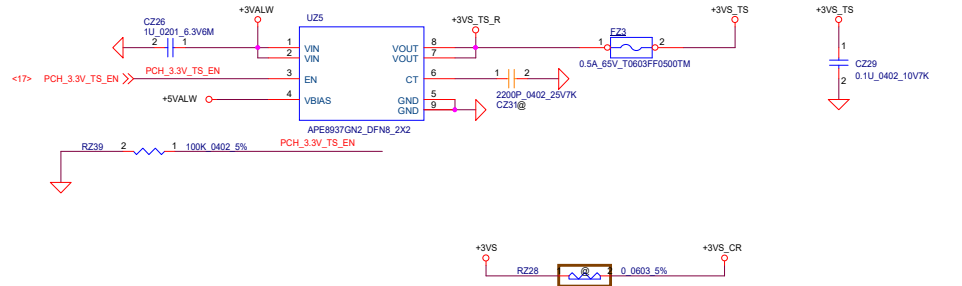 +3VALW
UZ5
+3VS_TS_R
+3VS_TS
+3VS_TS
CZ26
1U_0201_6.3V6M
2 1
1 VIN
2 VIN
VOUT 8
VOUT 7
FZ3
1 2
0.5A_65V_T0603FF0500TM
<17> PCH_3.3V_TS_EN
PCH_3.3V_TS_EN
3 EN
CT 6
1 2
2200P_0402_25V7K
CZ31@
1
CZ29
0.1U_0402_10V7K
2
+5VALW
4 VBIAS
GND 5
GND 9
APE8937GN2_DFN8_2X2
RZ39 2 1 100K_0402_5%
PCH_3.3V_TS_EN
+3VS
+3VS_CR
RZ28 1 @ 2 0_0603_5%